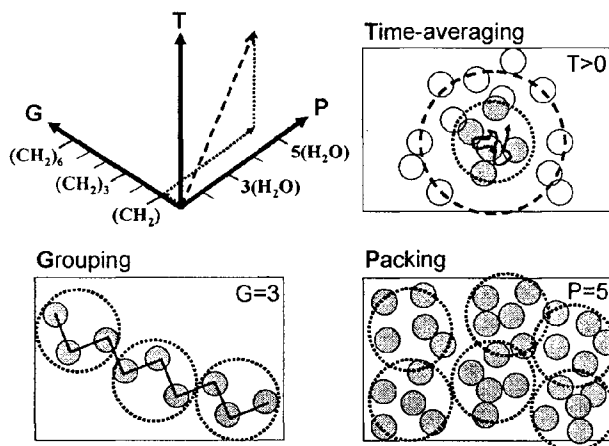 T
G
P
(CH₂)₆
(CH₂)₃
(CH₂)
3(H₂O)
5(H₂O)
Time-averaging
T>0
Grouping
G=3
Packing
P=5